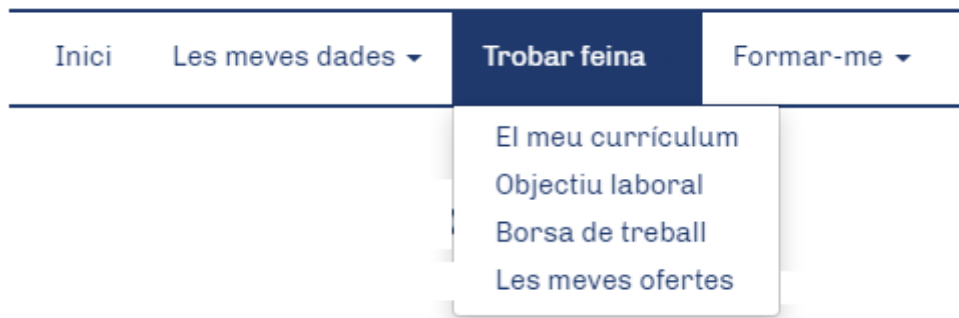 Inici Les meves dades Trobar feina Formar-me
El meu currículum
Objectiu laboral
Borsa de treball
Les meves ofertes